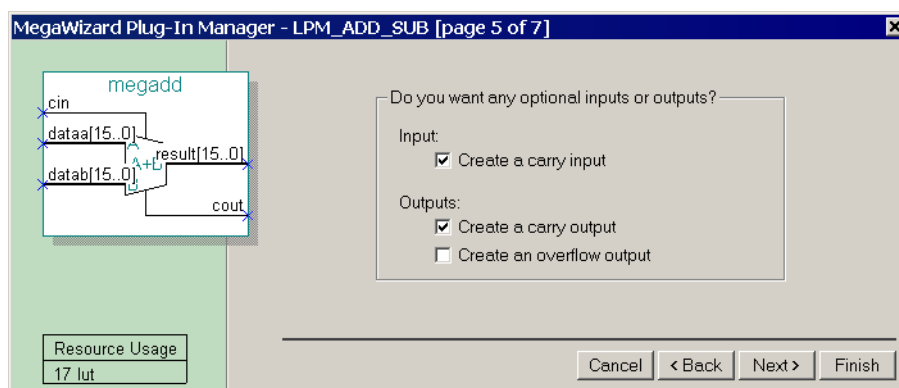 MegaWizard Plug-In Manager - LPM_ADD_SUB [page 5 of 7]
megadd
cin
dataa[15..0]
A
A+B
result[15..0]
datab[15..0]
B
cout
Do you want any optional inputs or outputs?
Input:
Create a carry input
Outputs:
Create a carry output
Create an overflow output
Resource Usage
17 lut
Cancel
< Back
Next >
Finish